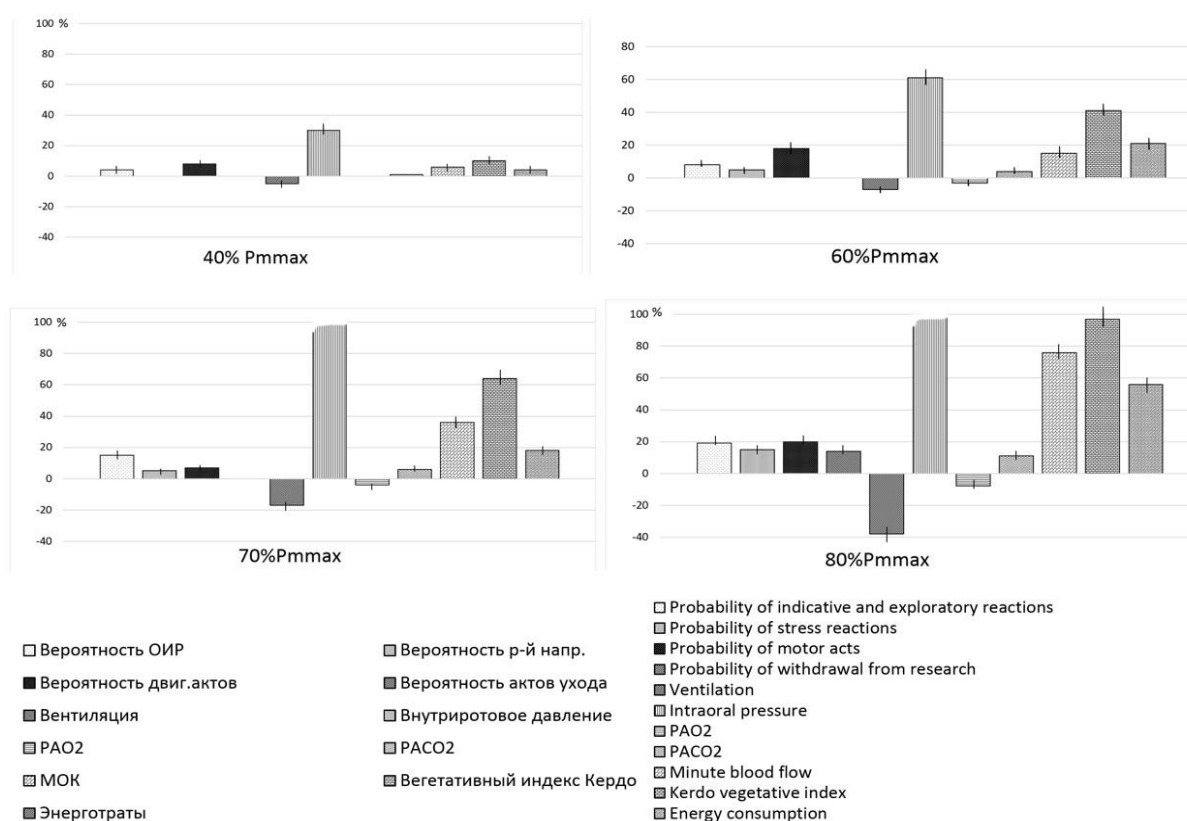 100 %
80
60
40
20
0
-20
-40
40% Pmmax
80
60
40
20
0
-20
-40
60%Pmmax
100 %
80
60
40
20
0
-20
-40
70%Pmmax
100 %
80
60
40
20
0
-20
-40
80%Pmmax
Вероятность ОИР
Вероятность р-й напр.
Вероятность двиг.актов
Вероятность актов ухода
Вентиляция
Внутриротовое давление
PAO2
PACO2
МОК
Вегетативный индекс Кердо
Энерготраты
Probability of indicative and exploratory reactions
Probability of stress reactions
Probability of motor acts
Probability of withdrawal from research
Ventilation
Intraoral pressure
PAO2
PACO2
Minute blood flow
Kerdo vegetative index
Energy consumption